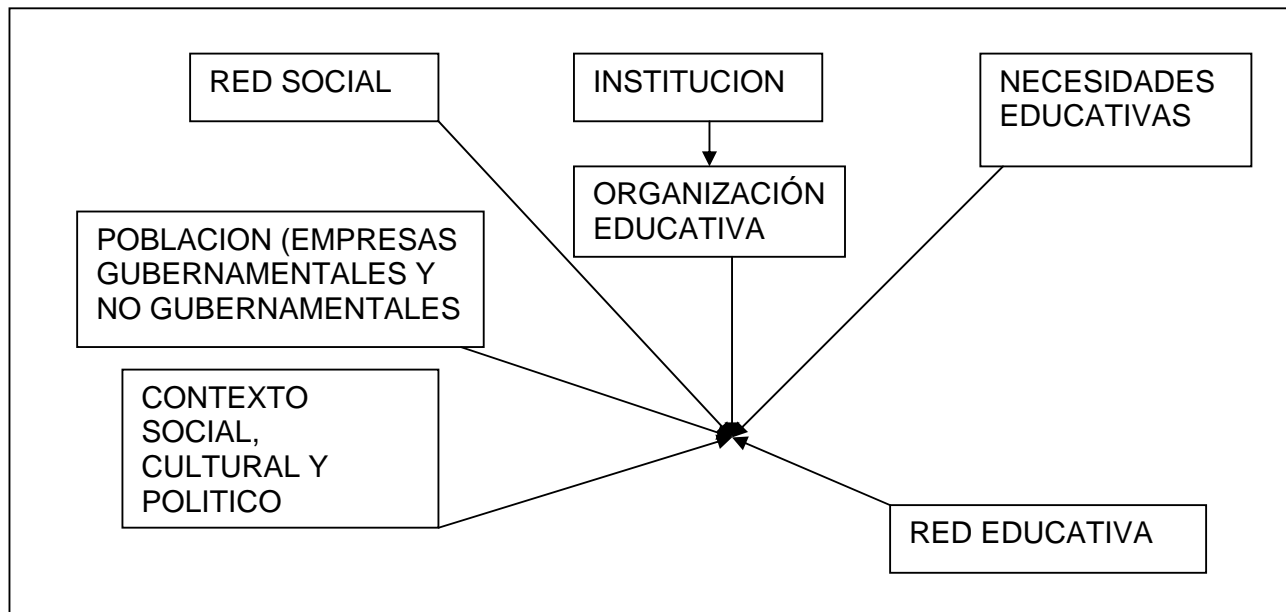 RED SOCIAL
INSTITUCION
NECESIDADES
EDUCATIVAS
ORGANIZACIÓN
EDUCATIVA
POBLACION (EMPRESAS
GUBERNAMENTALES Y
NO GUBERNAMENTALES
CONTEXTO
SOCIAL,
CULTURAL Y
POLITICO
RED EDUCATIVA